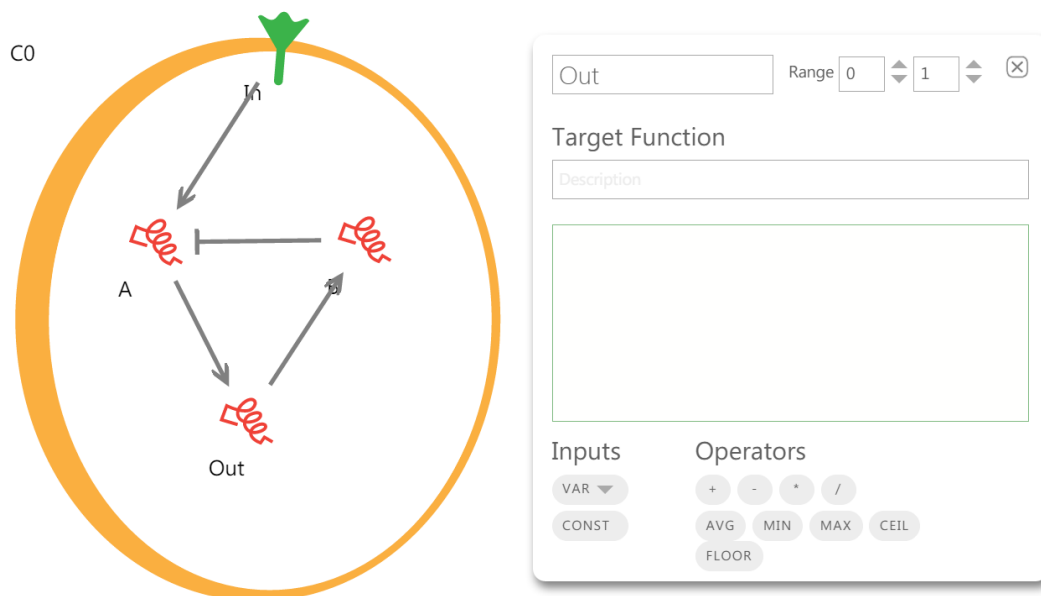 C0
In
A
B
Out
Out
Range 0 1
Target Function
Description
Inputs
Operators
VAR
+ - * /
CONST
AVG MIN MAX CEIL
FLOOR